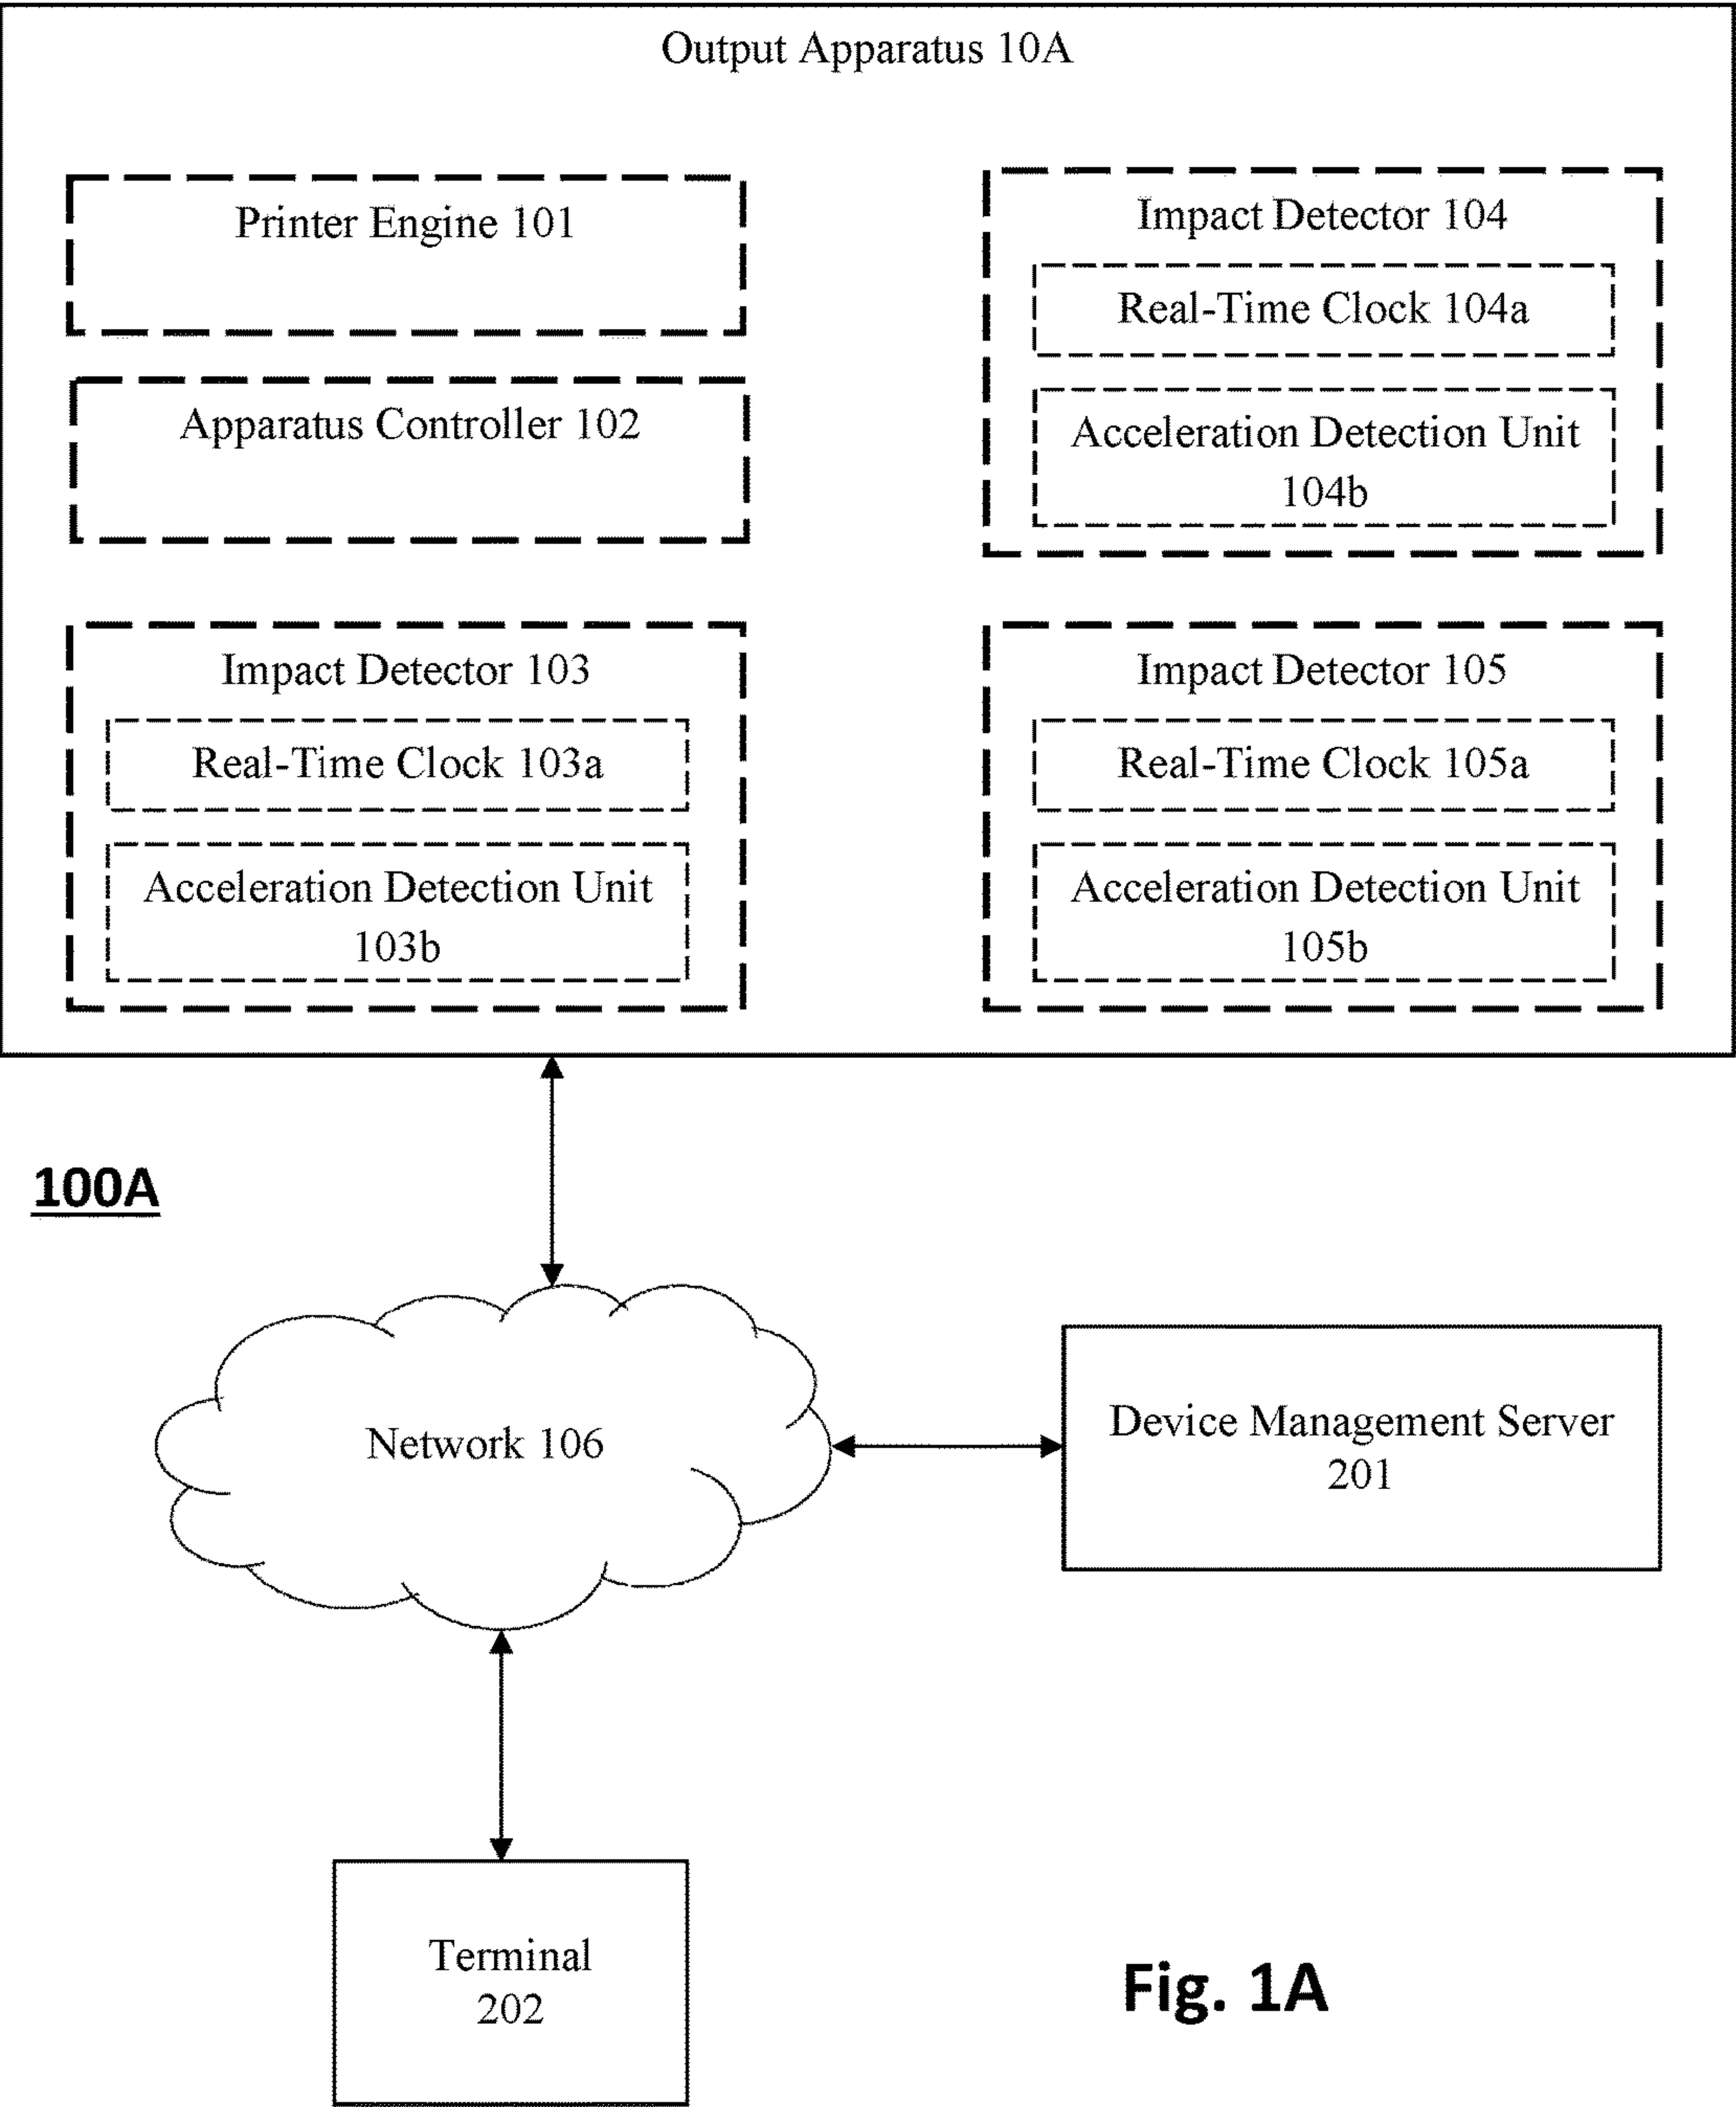 Output Apparatus 10A
Printer Engine 101
Apparatus Controller 102
Impact Detector 104
Real-Time Clock 104a
Acceleration Detection Unit
104b
Impact Detector 103
Real-Time Clock 103a
Acceleration Detection Unit
103b
Impact Detector 105
Real-Time Clock 105a
Acceleration Detection Unit
105b
100A
Network 106
Device Management Server
201
Terminal
202
Fig. 1A